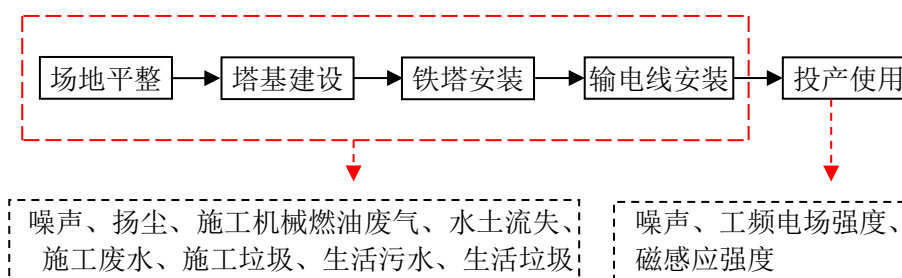 场地平整
塔基建设
铁塔安装
输电线安装
投产使用
噪声、扬尘、施工机械燃油废气、水土流失、
施工废水、施工垃圾、生活污水、生活垃圾
噪声、工频电场强度、
磁感应强度